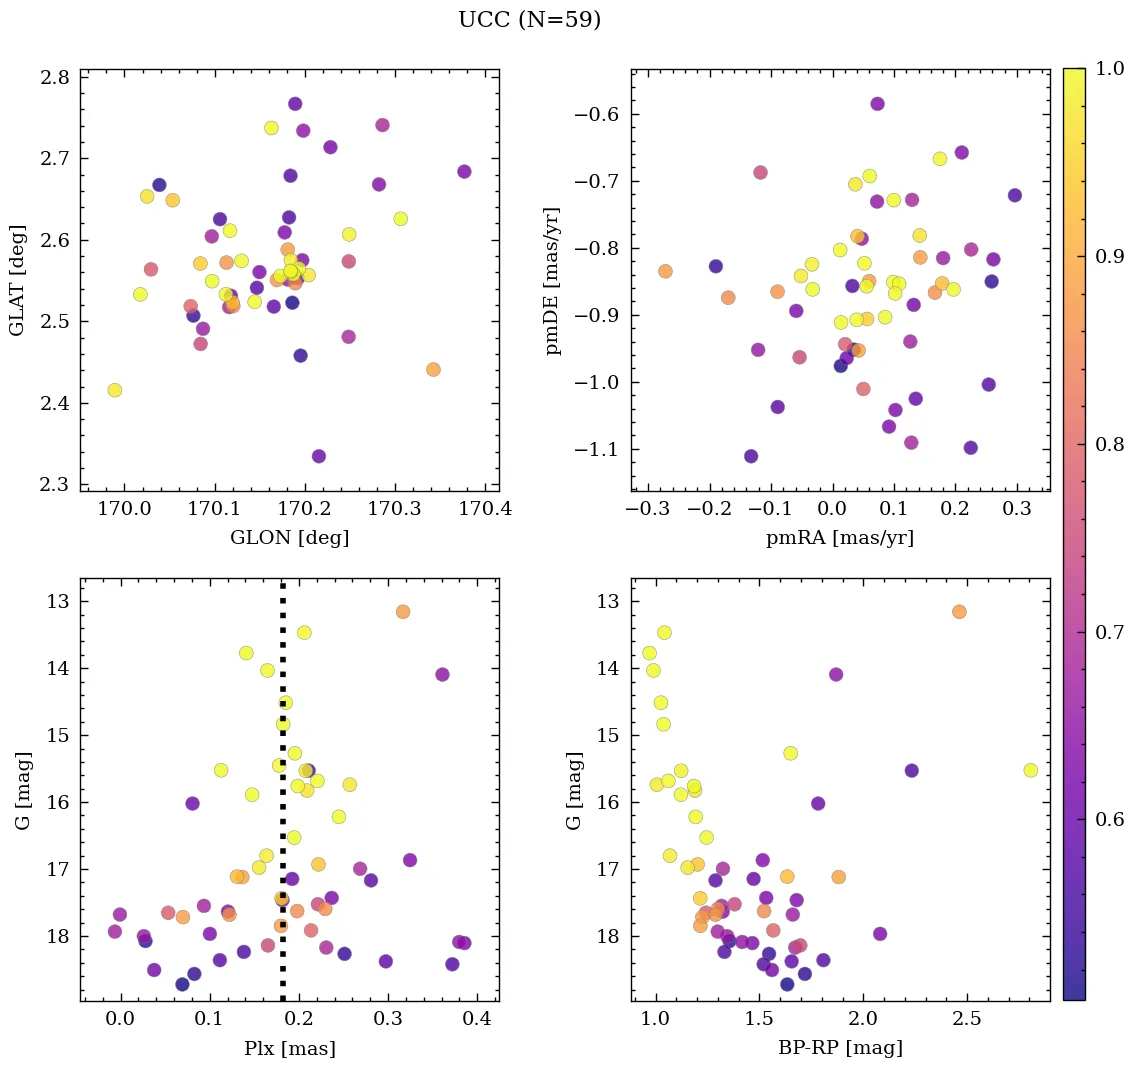 UCC (N=59)
2.8
2.7
2.6
2.5
2.4
2.3
GLAT [deg]
170.0 170.1 170.2 170.3 170.4
GLON [deg]
−0.6
−0.7
−0.8
−0.9
−1.0
−1.1
pmDE [mas/yr]
−0.3 −0.2 −0.1 0.0 0.1 0.2 0.3
pmRA [mas/yr]
13
14
15
16
17
18
G [mag]
0.0 0.1 0.2 0.3 0.4
Plx [mas]
13
14
15
16
17
18
G [mag]
1.0 1.5 2.0 2.5
BP-RP [mag]
1.0
0.9
0.8
0.7
0.6